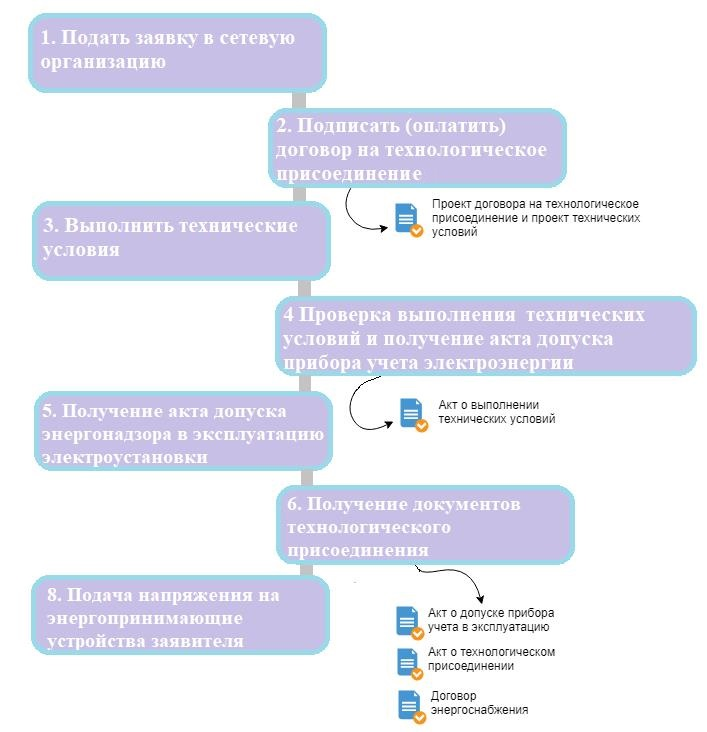 1. Подать заявку в сетевую
организацию
2. Подписать (оплатить)
договор на технологическое
присоединение
Проект договора на технологическое
присоединение и проект технических
условий
3. Выполнить технические
условия
4 Проверка выполнения технических
условий и получение акта допуска
прибора учета электроэнергии
Акт о выполнении
технических условий
5. Получение акта допуска
энергонадзора в эксплуатацию
электроустановки
6. Получение документов
технологического
присоединения
8. Подача напряжения на
энергопринимающие
устройства заявителя
Акт о допуске прибора
учета в эксплуатацию
Акт о технологическом
присоединении
Договор
энергоснабжения